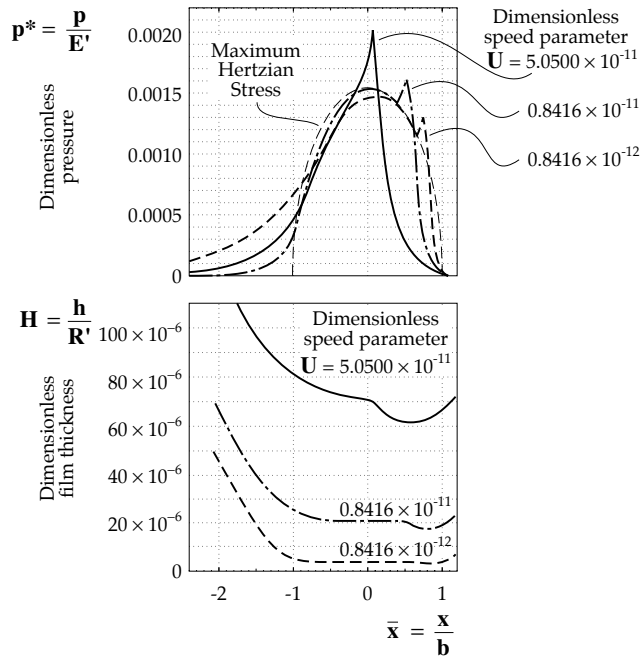 p* = p/E'
Dimensionless pressure
0.0020
0.0015
0.0010
0.0005
0
Maximum
Hertzian
Stress
Dimensionless
speed parameter
U = 5.0500 × 10⁻¹¹
0.8416 × 10⁻¹¹
0.8416 × 10⁻¹²
H = h/R'
Dimensionless film thickness
100 × 10⁻⁶
80 × 10⁻⁶
60 × 10⁻⁶
40 × 10⁻⁶
20 × 10⁻⁶
0
Dimensionless
speed parameter
U = 5.0500 × 10⁻¹¹
0.8416 × 10⁻¹¹
0.8416 × 10⁻¹²
-2 -1 0 1
x̄ = x/b